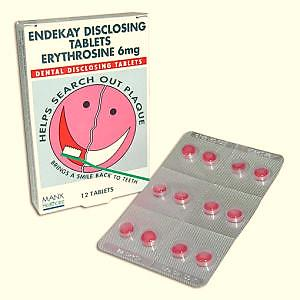 ENDEKAY DISCLOSING
TABLETS
ERYTHROSINE 6mg
DENTAL DISCLOSING TABLETS
HELPS SEARCH OUT PLAQUE
BRINGS A SMILE BACK TO TEETH
MANX
HEALTHCARE
12 TABLETS